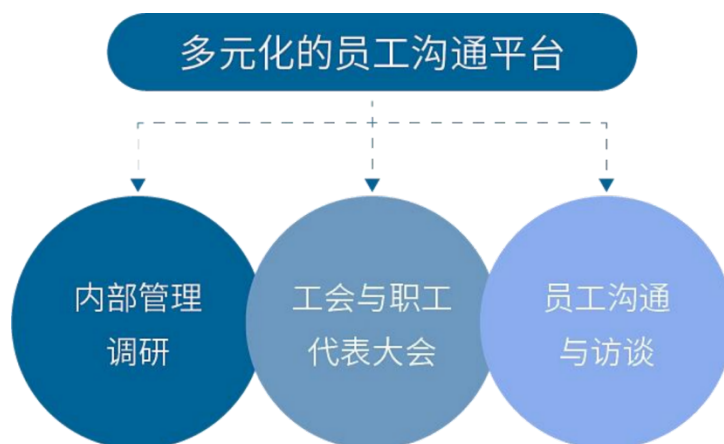 多元化的员工沟通平台
内部管理
调研
工会与职工
代表大会
员工沟通
与访谈